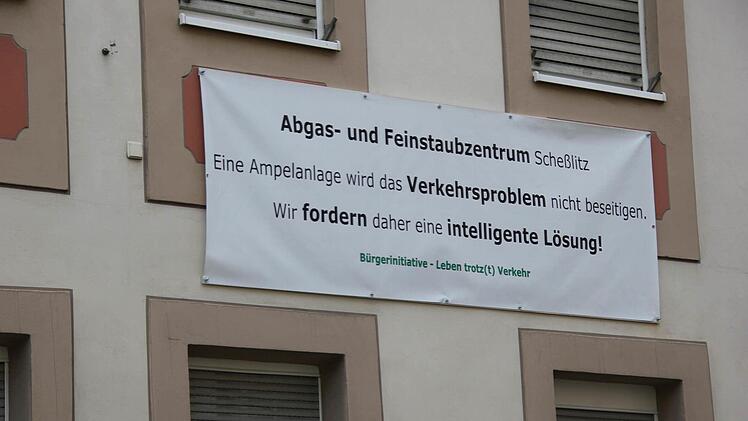 Abgas- und Feinstaubzentrum Scheßlitz
Eine Ampelanlage wird das Verkehrsproblem nicht beseitigen.
Wir fordern daher eine intelligente Lösung!
Bürgerinitiative - Leben trotz(t) Verkehr